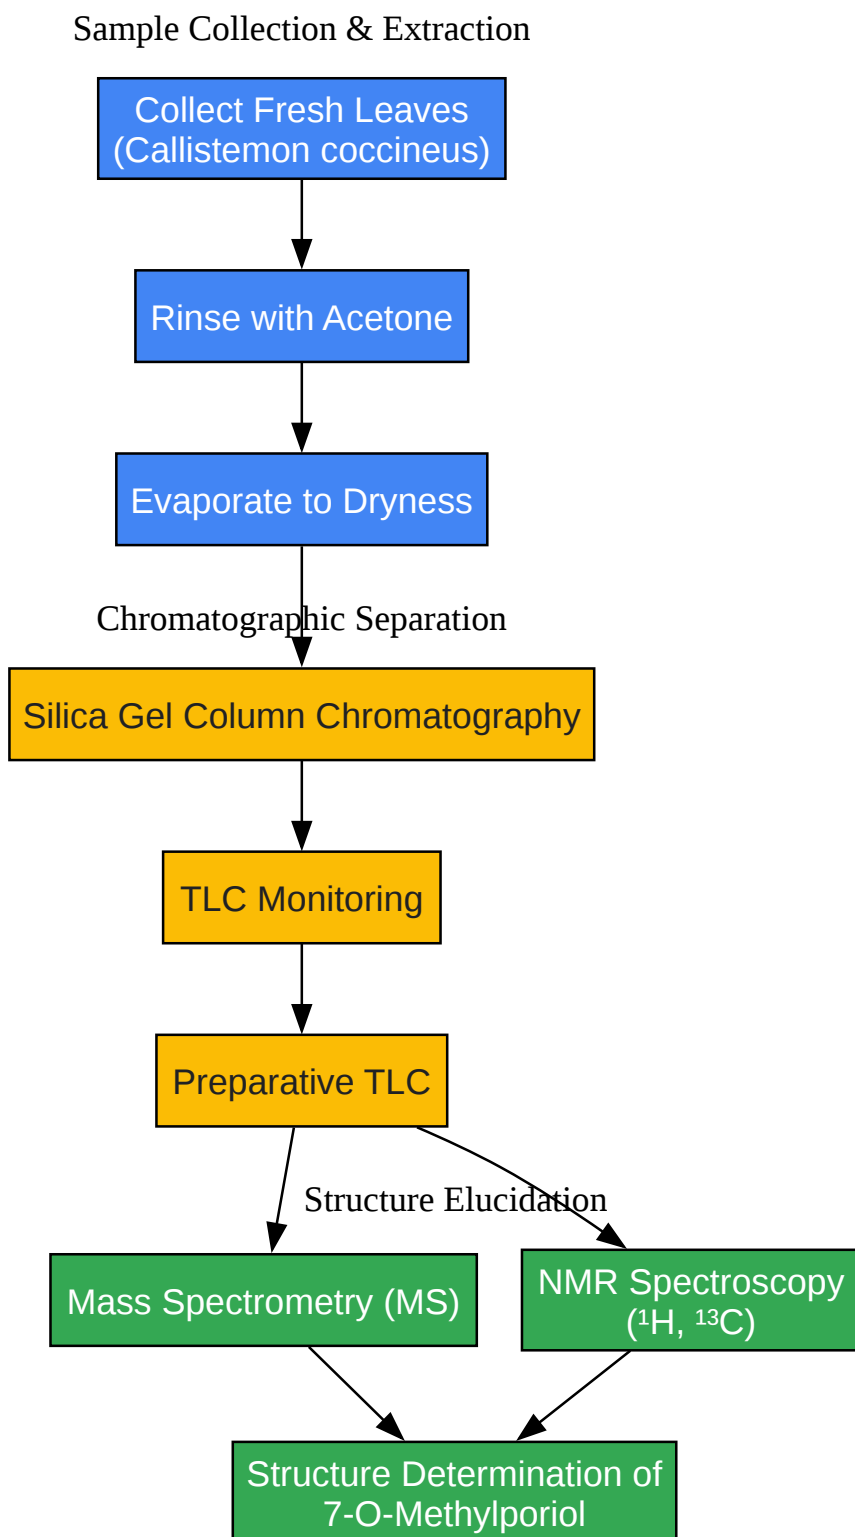 Sample Collection & Extraction
Collect Fresh Leaves
(Callistemon coccineus)
Rinse with Acetone
Evaporate to Dryness
Chromatographic Separation
Silica Gel Column Chromatography
TLC Monitoring
Preparative TLC
Structure Elucidation
Mass Spectrometry (MS)
NMR Spectroscopy
(¹H, ¹³C)
Structure Determination of
7-O-Methylporiol